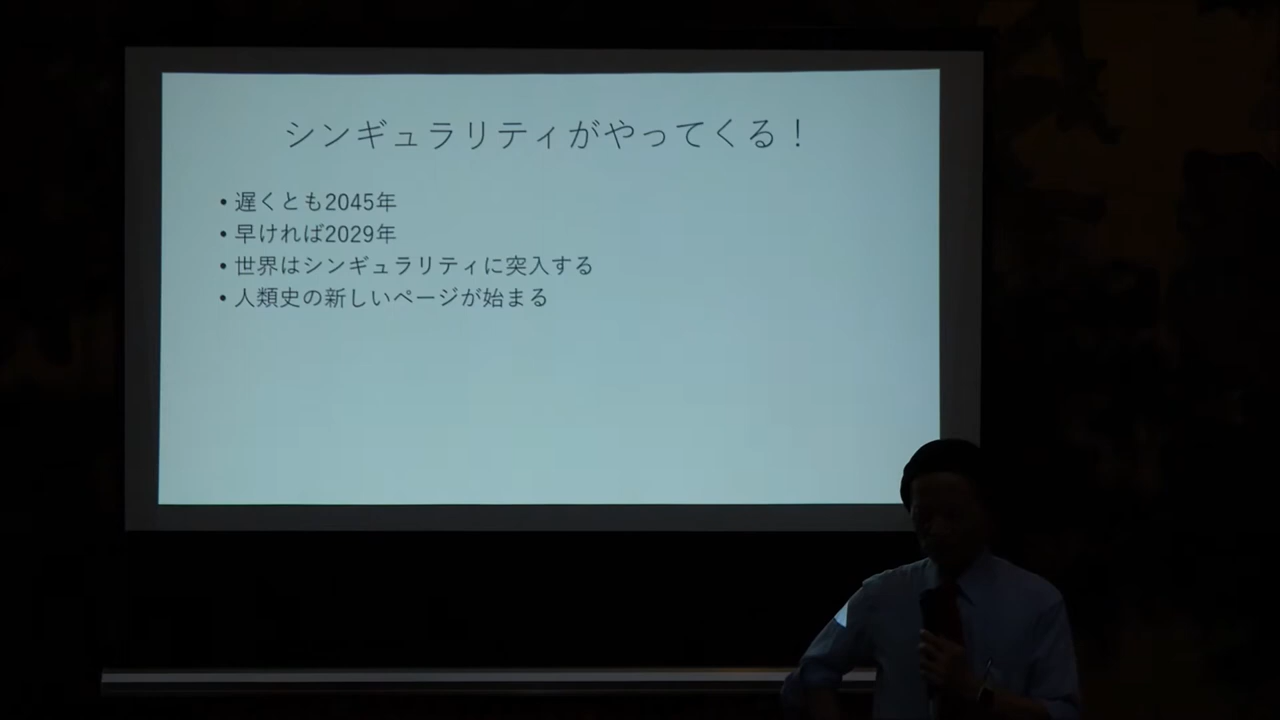 シンギュラリティがやってくる！
• 遅くとも2045年
• 早ければ2029年
• 世界はシンギュラリティに突入する
• 人類史の新しいページが始まる